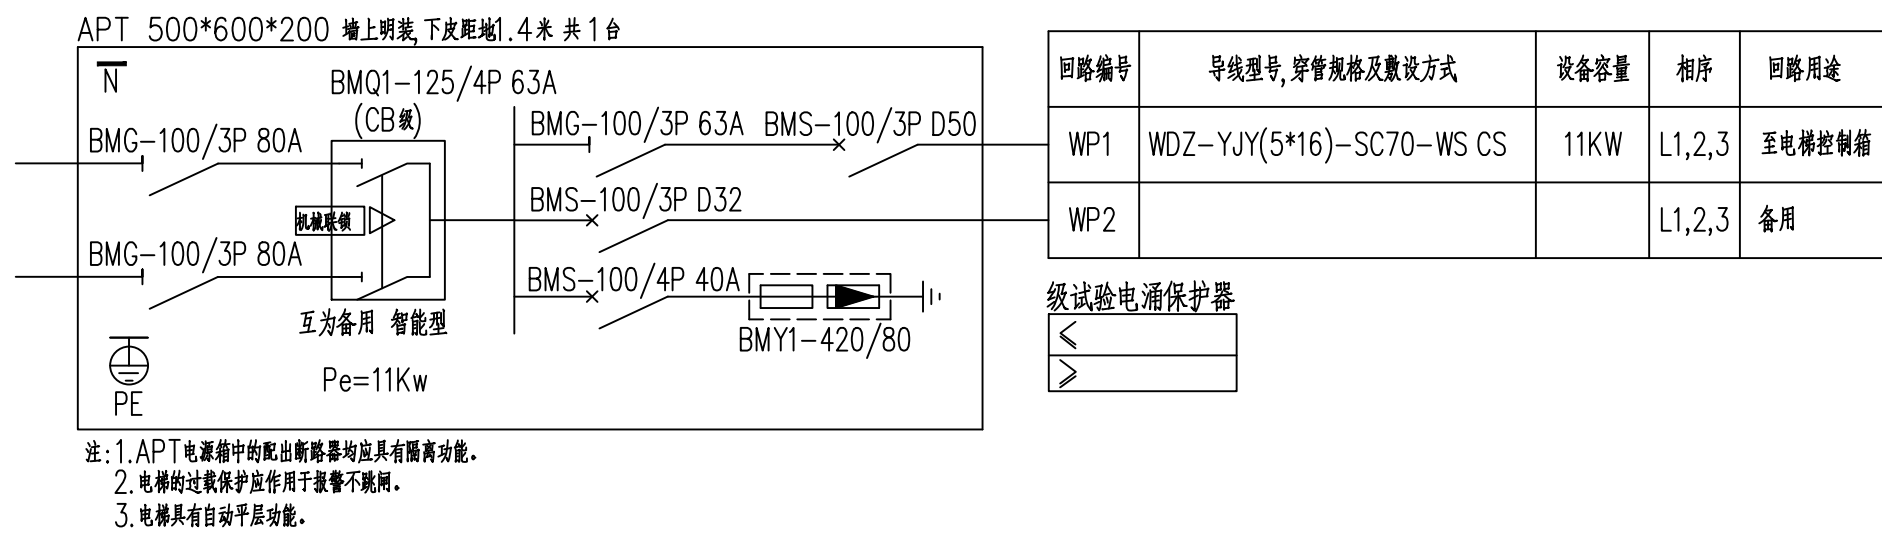 APT 500*600*200 墙上明装,下皮距地1.4米 共1台
N
BMQ1-125/4P 63A
(CB级)
BMG-100/3P 80A
BMG-100/3P 63A BMS-100/3P D50
BMS-100/3P D32
机械联锁
BMG-100/3P 80A
BMS-100/4P 40A
互为备用 智能型
BMY1-420/80
Pe=11Kw
PE
回路编号 导线型号,穿管规格及敷设方式 设备容量 相序 回路用途
WP1 WDZ-YJY(5*16)-SC70-WS CS 11KW L1,2,3 至电梯控制箱
WP2 L1,2,3 备用
级试验电涌保护器
≤
≥
注:1.APT电源箱中的配出断路器均应具有隔离功能。
2.电梯的过载保护应作用于报警不跳闸。
3.电梯具有自动平层功能。